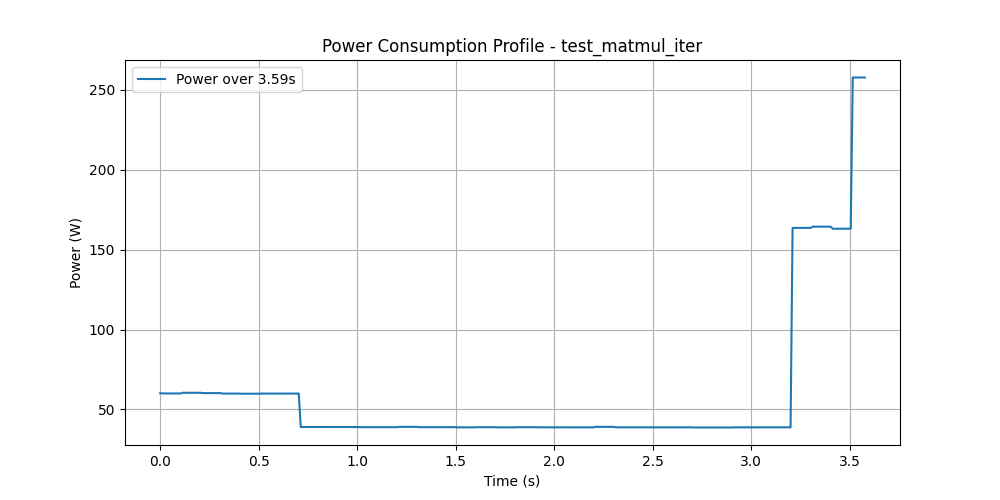 Power Consumption Profile - test_matmul_iter
Power over 3.59s
250
200
150
100
50
Power (W)
0.0 0.5 1.0 1.5 2.0 2.5 3.0 3.5
Time (s)